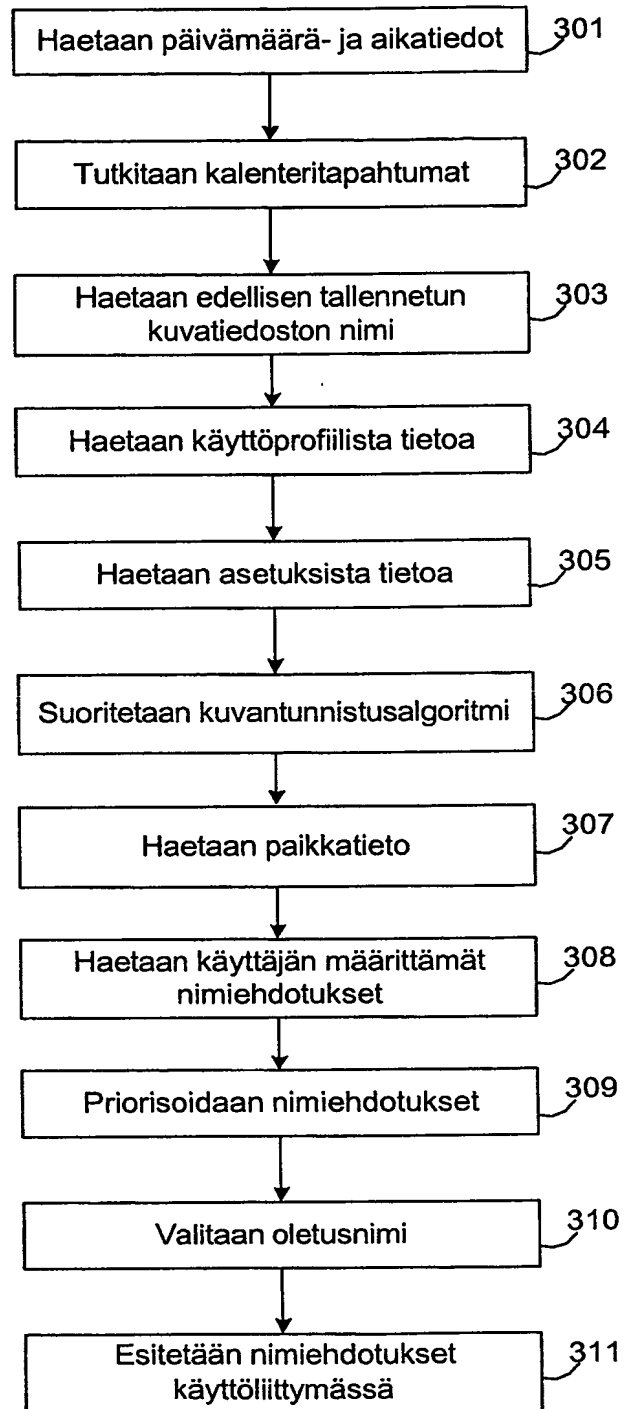 Haetaan päivämäärä- ja aikatiedot
301
Tutkitaan kalenteritapahtumat
302
Haetaan edellisen tallennetun
kuvatiedoston nimi
303
Haetaan käyttöprofiilista tietoa
304
Haetaan asetuksista tietoa
305
Suoritetaan kuvantunnistusalgoritmi
306
Haetaan paikkatieto
307
Haetaan käyttäjän määrittämät
nimiehdotukset
308
Priorisoidaan nimiehdotukset
309
Valitaan oletusnimi
310
Esitetään nimiehdotukset
käyttöliittymässä
311